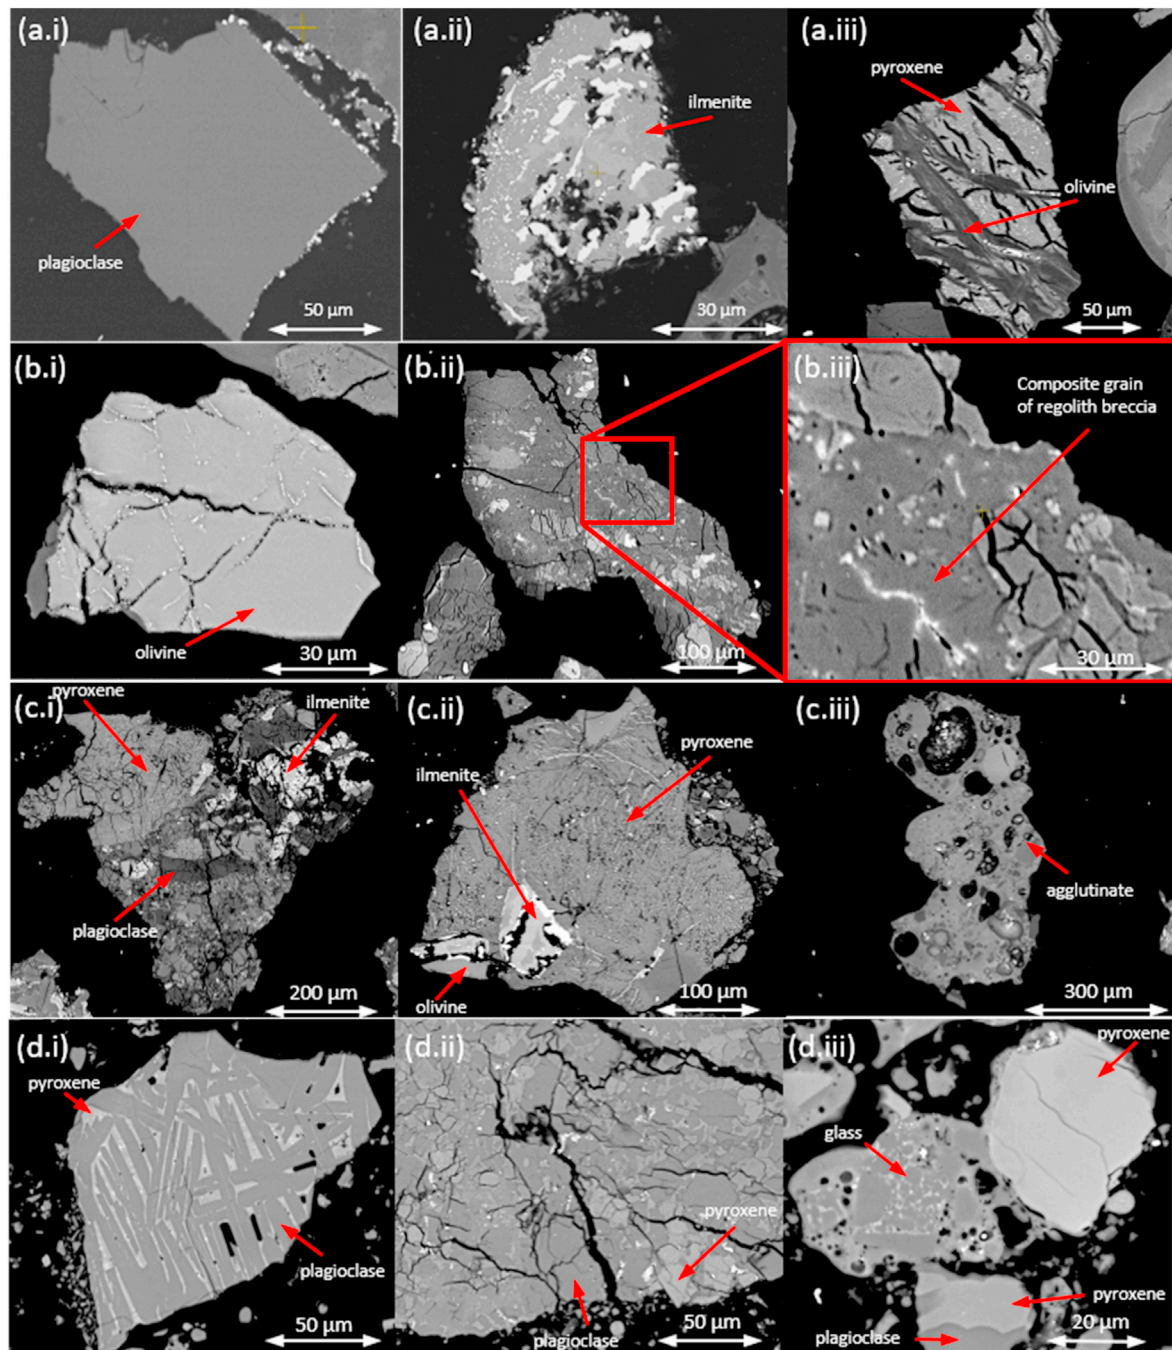 (a.i)
plagioclase
50 µm
(a.ii)
ilmenite
30 µm
(a.iii)
pyroxene
olivine
50 µm
(b.i)
olivine
30 µm
(b.ii)
100 µm
(b.iii)
Composite grain
of regolith breccia
30 µm
(c.i)
pyroxene
ilmenite
plagioclase
200 µm
(c.ii)
pyroxene
ilmenite
olivine
100 µm
(c.iii)
agglutinate
300 µm
(d.i)
pyroxene
plagioclase
50 µm
(d.ii)
pyroxene
plagioclase
50 µm
(d.iii)
pyroxene
glass
pyroxene
plagioclase
20 µm